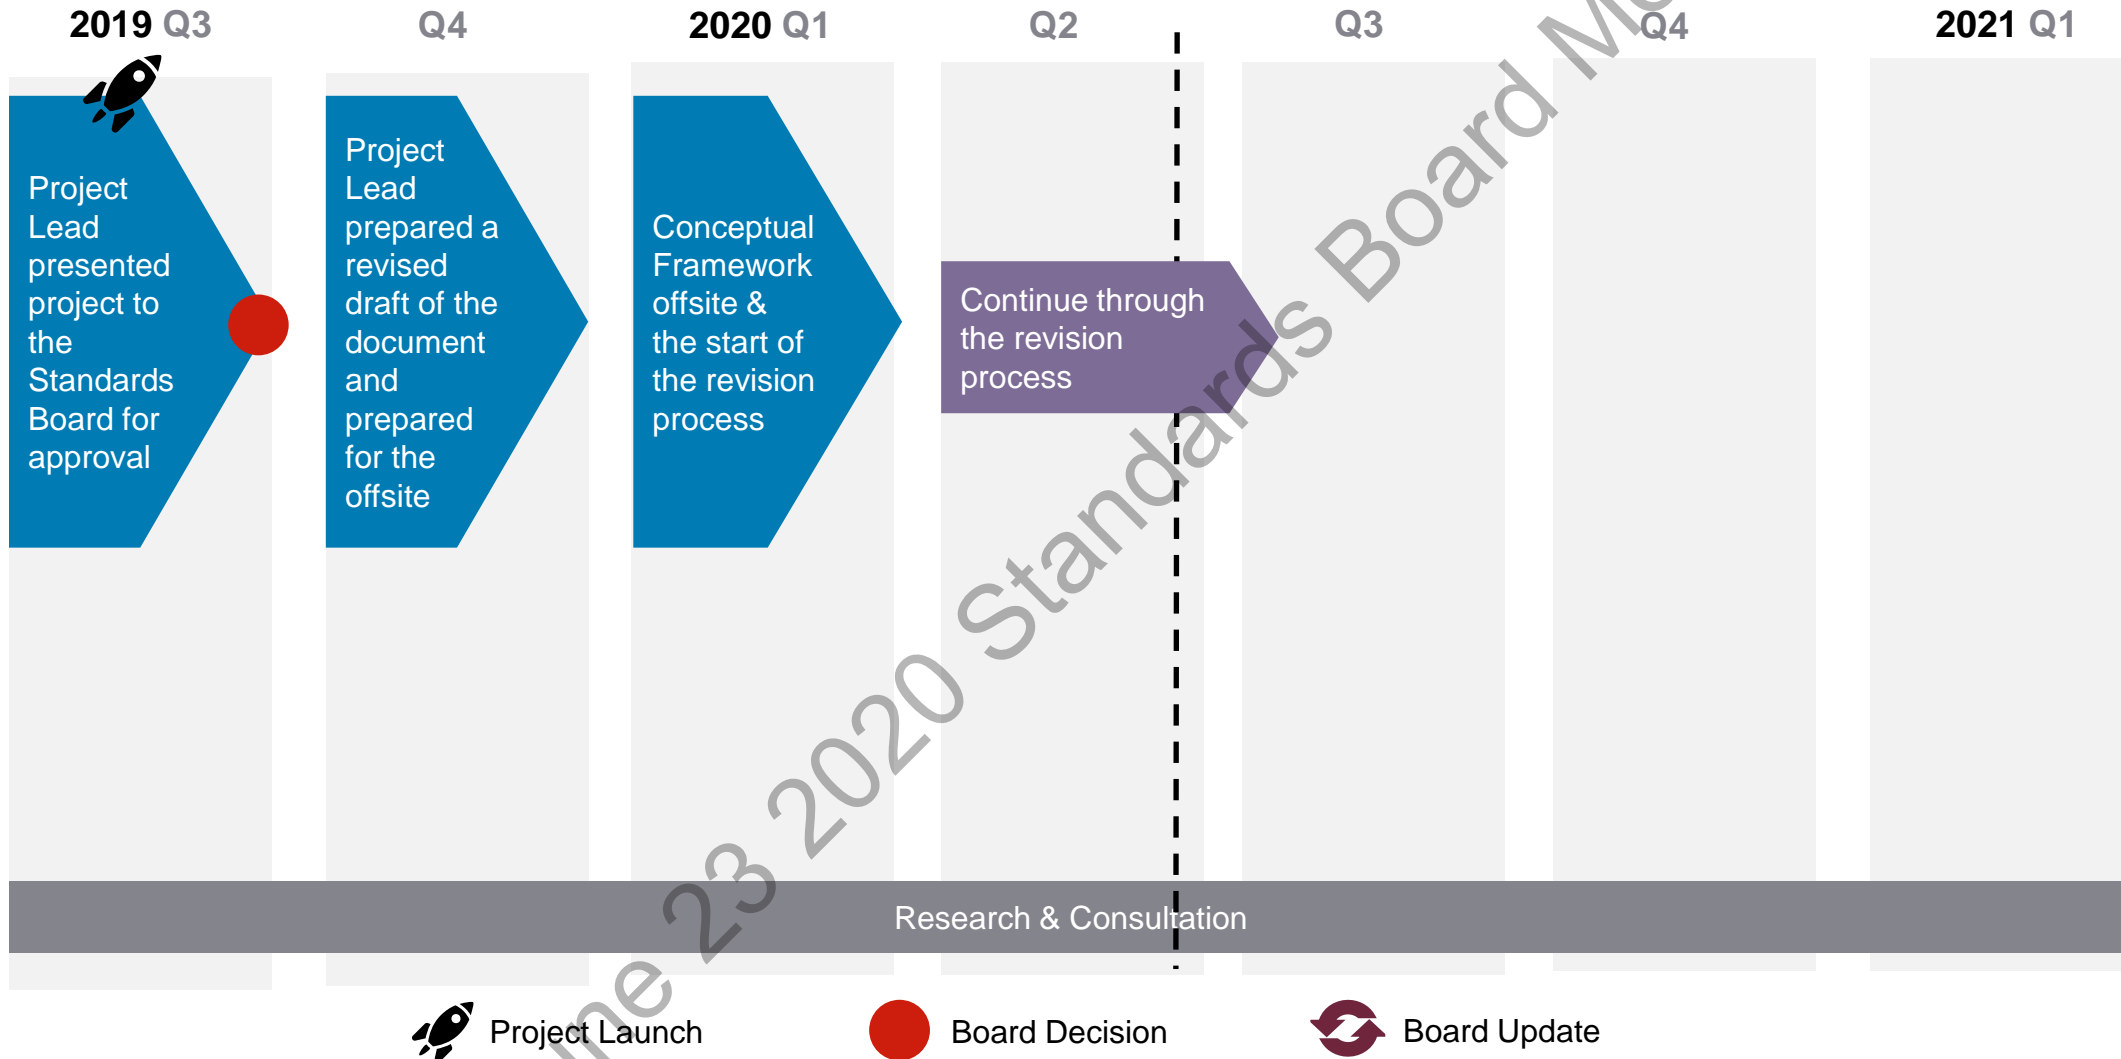 2019 Q3 Q4 2020 Q1 Q2 Q3 Q4 2021 Q1
Project
Lead
presented
project to
the
Standards
Board for
approval
Project
Lead
prepared a
revised
draft of the
document
and
prepared
for the
offsite
Conceptual
Framework
offsite &
the start of
the revision
process
Continue through
the revision
process
Research & Consultation
Project Launch
Board Decision
Board Update
23 2020 Standards Board